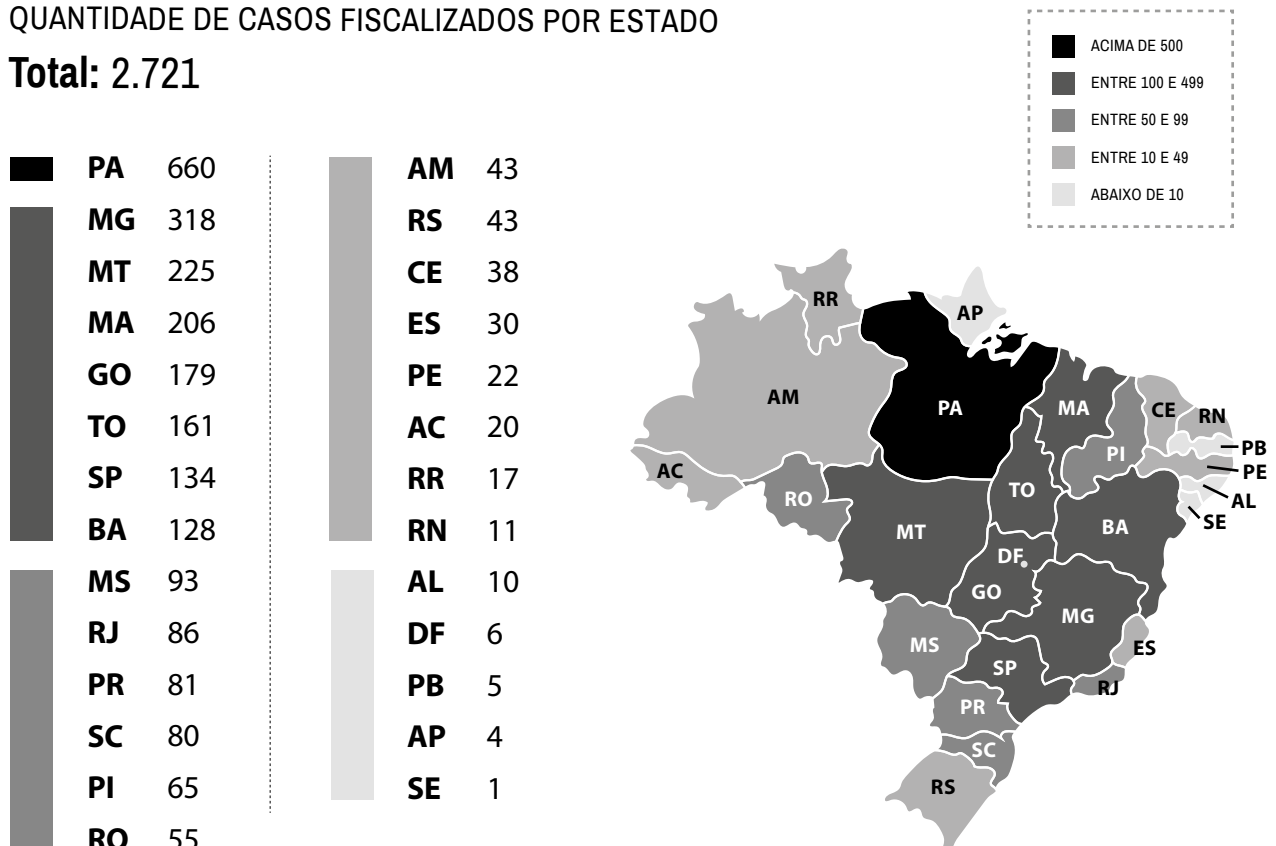 QUANTIDADE DE CASOS FISCALIZADOS POR ESTADO
Total: 2.721
ACIMA DE 500
ENTRE 100 E 499
ENTRE 50 E 99
ENTRE 10 E 49
ABAIXO DE 10
PA 660
MG 318
MT 225
MA 206
GO 179
TO 161
SP 134
BA 128
MS 93
RJ 86
PR 81
SC 80
PI 65
RO 55
AM 43
RS 43
CE 38
ES 30
PE 22
AC 20
RR 17
RN 11
AL 10
DF 6
PB 5
AP 4
SE 1
RR
AP
AM
PA
MA
CE
RN
PB
PE
AL
SE
PI
AC
RO
TO
MT
BA
DF
GO
MG
ES
MS
SP
RJ
PR
SC
RS